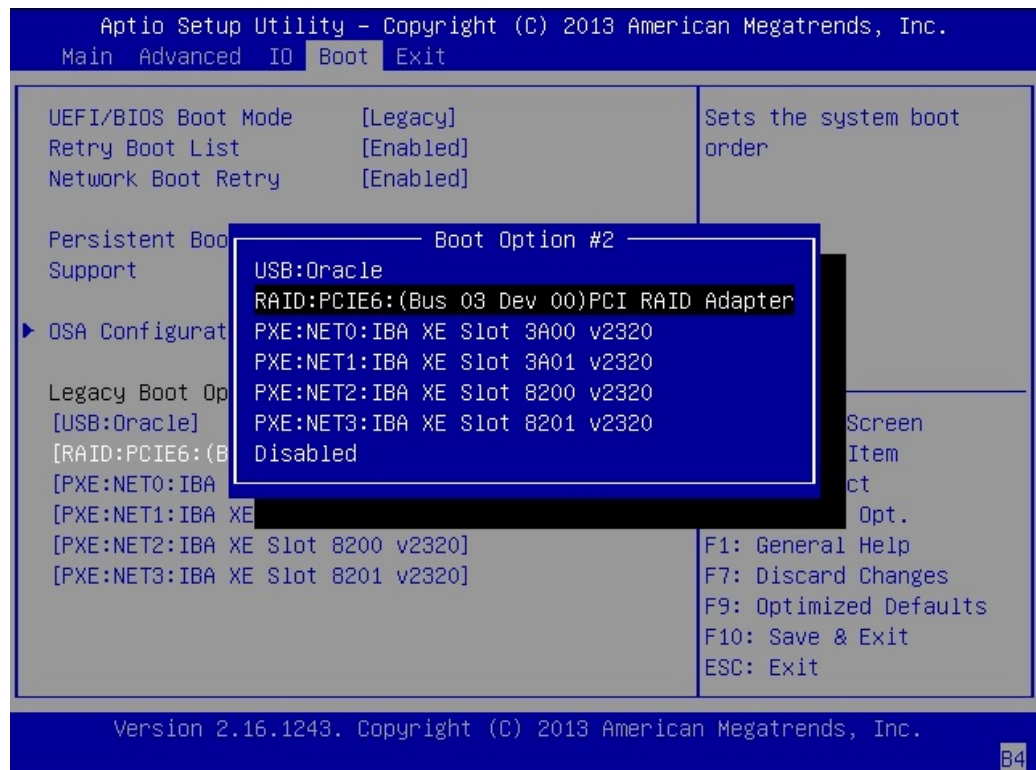 Aptio Setup Utility – Copyright (C) 2013 American Megatrends, Inc.
Main Advanced IO Boot Exit
UEFI/BIOS Boot Mode [Legacy]
Retry Boot List [Enabled]
Network Boot Retry [Enabled]
Persistent Boo
Support
OSA Configurat
Legacy Boot Op
[USB:Oracle]
[RAID:PCIE6:(B
[PXE:NET0:IBA
[PXE:NET1:IBA XE
[PXE:NET2:IBA XE Slot 8200 v2320]
[PXE:NET3:IBA XE Slot 8201 v2320]
Boot Option #2
USB:Oracle
RAID:PCIE6:(Bus 03 Dev 00)PCI RAID Adapter
PXE:NET0:IBA XE Slot 3A00 v2320
PXE:NET1:IBA XE Slot 3A01 v2320
PXE:NET2:IBA XE Slot 8200 v2320
PXE:NET3:IBA XE Slot 8201 v2320
Disabled
Sets the system boot
order
Screen
Item
ct
Opt.
F1: General Help
F7: Discard Changes
F9: Optimized Defaults
F10: Save & Exit
ESC: Exit
Version 2.16.1243. Copyright (C) 2013 American Megatrends, Inc.
B4